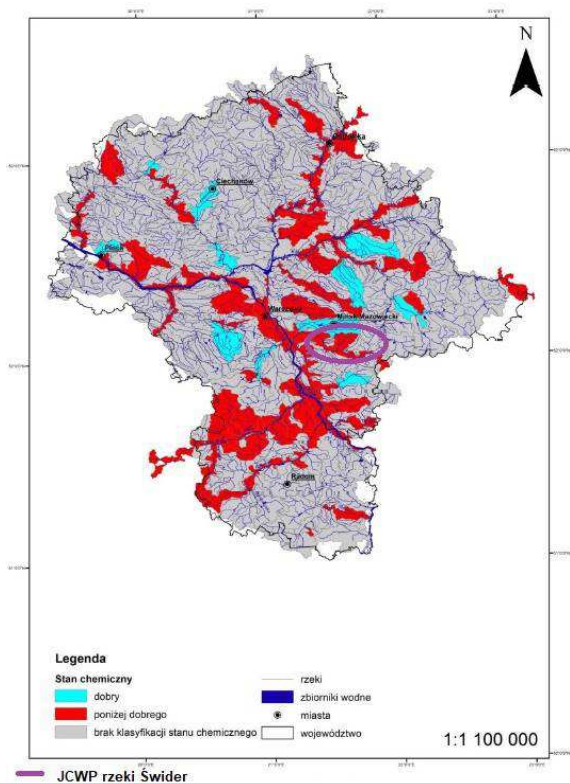 N
Ciechanów
Płock
Warszawa
Mińsk Mazowiecki
Radom
Legenda
Stan chemiczny
dobry
poniżej dobrego
brak klasyfikacji stanu chemicznego
rzeki
zbiorniki wodne
miasta
województwo
1:1 100 000
JCWP rzeki Świder